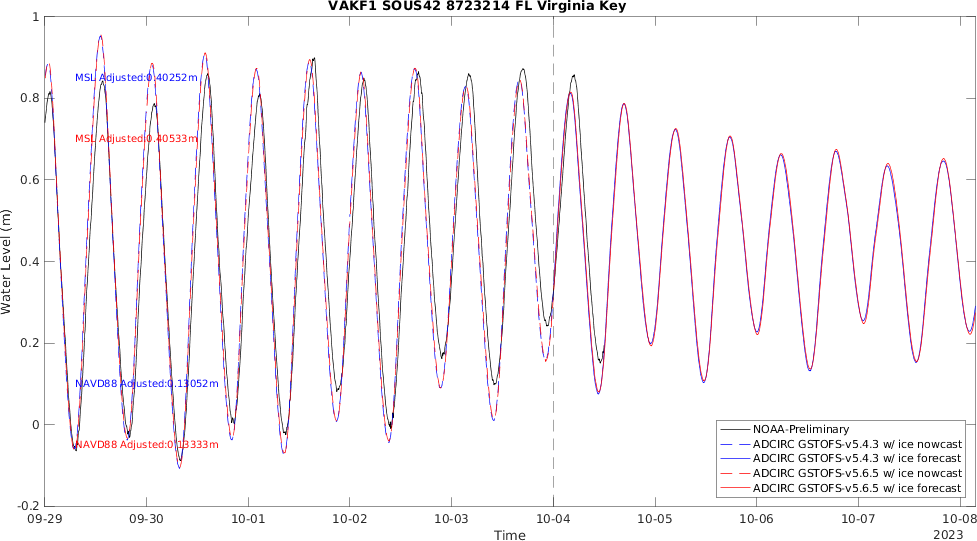 VAKF1 SOUS42 8723214 FL Virginia Key
1
0.8
0.6
0.4
0.2
0
-0.2
Water Level (m)
MSL Adjusted:0.40252m
MSL Adjusted:0.40533m
NAVD88 Adjusted:0.13052m
NAVD88 Adjusted:0.13333m
NOAA-Preliminary
ADCIRC GSTOFS-v5.4.3 w/ ice nowcast
ADCIRC GSTOFS-v5.4.3 w/ ice forecast
ADCIRC GSTOFS-v5.6.5 w/ ice nowcast
ADCIRC GSTOFS-v5.6.5 w/ ice forecast
09-29 09-30 10-01 10-02 10-03 10-04 10-05 10-06 10-07 10-08
Time
2023